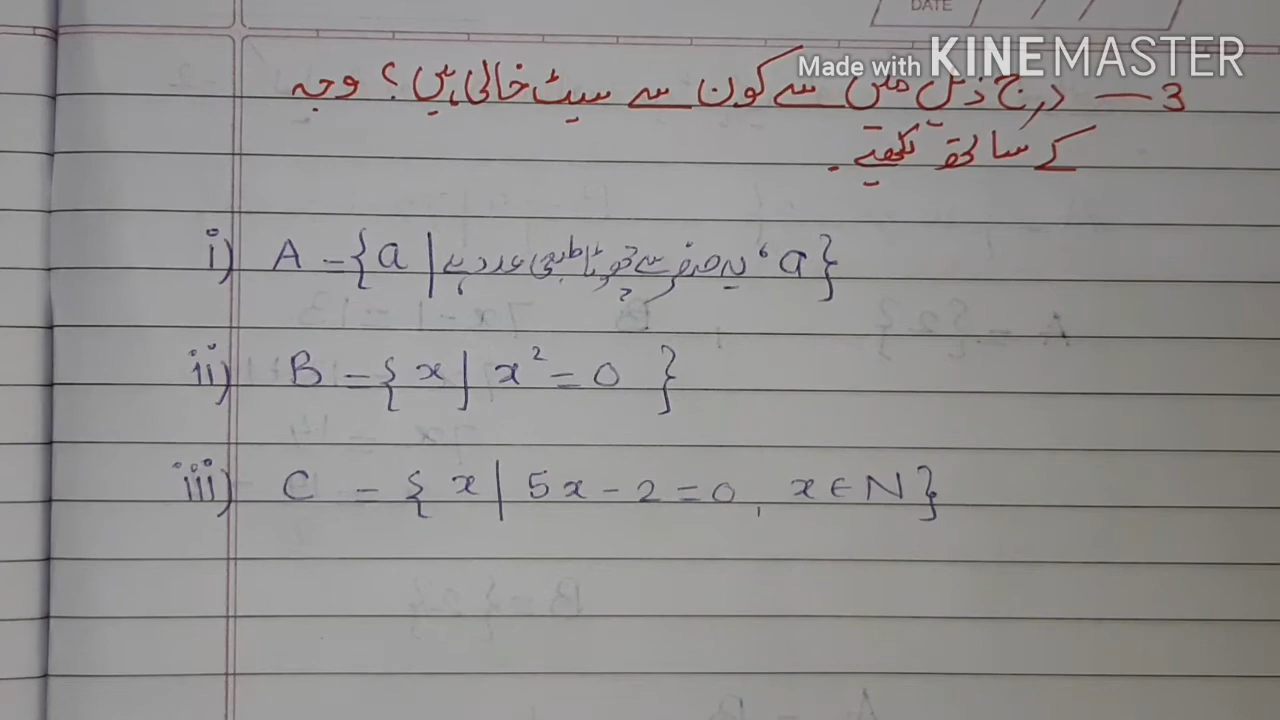 DATE
Made with KINEMASTER
3 — درج ذیل میں سے کون سے سیٹ خالی ہیں؟ وجہ
کے ساتھ لکھیے۔
i) A = {a | یہ صفر سے چھوٹا طبعی عدد ہے، a}
ii) B = {x | x² = 0 }
iii) C = {x | 5x - 2 = 0, x ∈ N}